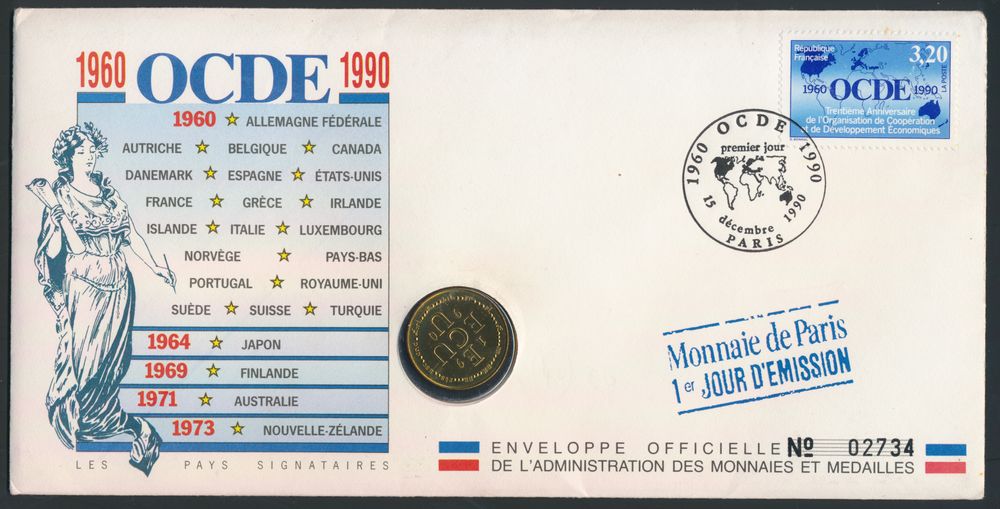 1960 OCDE 1990
1960 ★ ALLEMAGNE FÉDÉRALE
AUTRICHE ★ BELGIQUE ★ CANADA
DANEMARK ★ ESPAGNE ★ ÉTATS-UNIS
FRANCE ★ GRÈCE ★ IRLANDE
ISLANDE ★ ITALIE ★ LUXEMBOURG
NORVÈGE ★ PAYS-BAS
PORTUGAL ★ ROYAUME-UNI
SUÈDE ★ SUISSE ★ TURQUIE
1964 ★ JAPON
1969 ★ FINLANDE
1971 ★ AUSTRALIE
1973 ★ NOUVELLE-ZÉLANDE
LES PAYS SIGNATAIRES
République
Française
3,20
LA POSTE
1960 OCDE 1990
Trentième Anniversaire
de l'Organisation de Coopération
et de Développement Économiques
1960 OCDE 1990
premier jour
15 décembre 1990
PARIS
ECU
Monnaie de Paris
1er JOUR D'EMISSION
ENVELOPPE OFFICIELLE Nº 02734
DE L'ADMINISTRATION DES MONNAIES ET MEDAILLES